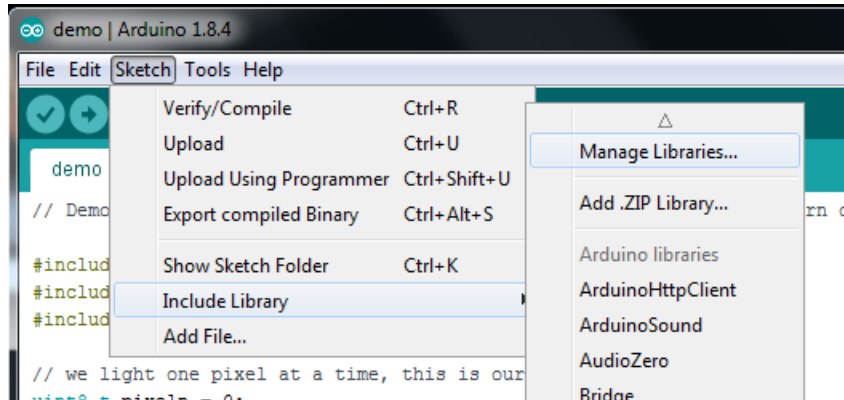 demo | Arduino 1.8.4
File Edit Sketch Tools Help
Verify/Compile Ctrl+R
Upload Ctrl+U
Upload Using Programmer Ctrl+Shift+U
Export compiled Binary Ctrl+Alt+S
Show Sketch Folder Ctrl+K
Include Library
Add File...
Manage Libraries...
Add .ZIP Library...
Arduino libraries
ArduinoHttpClient
ArduinoSound
AudioZero
Bridge
demo
// Demo
#includ
#includ
#includ
// we light one pixel at a time, this is our
uint8_t pixeln = 0;